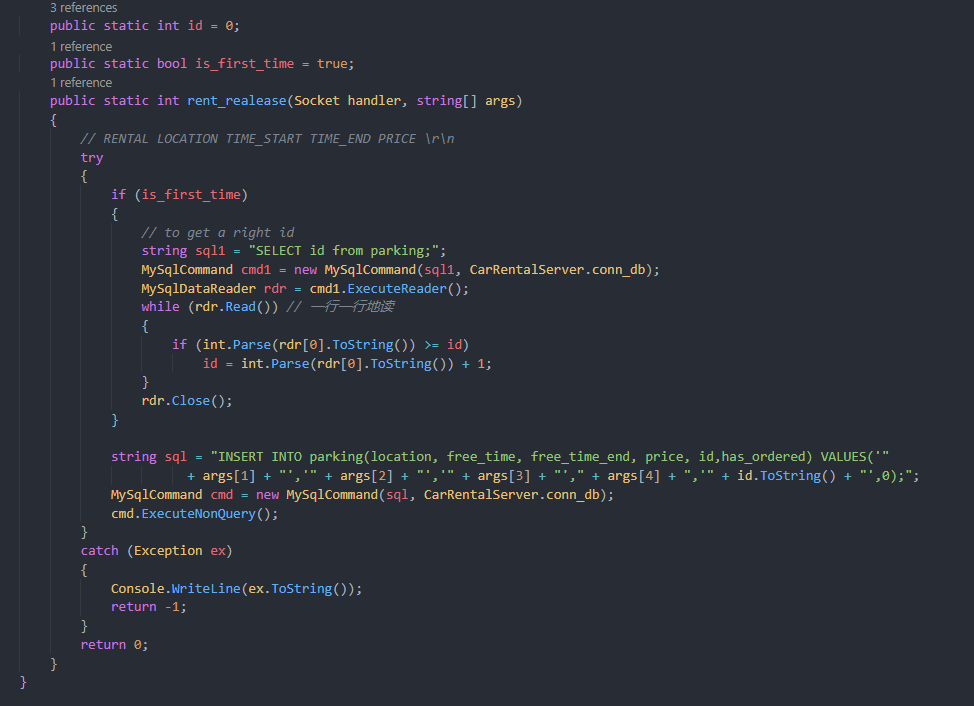 3 references
public static int id = 0;
1 reference
public static bool is_first_time = true;
1 reference
public static int rent_realease(Socket handler, string[] args)
{
// RENTAL LOCATION TIME_START TIME_END PRICE \r\n
try
{
if (is_first_time)
{
// to get a right id
string sql1 = "SELECT id from parking;";
MySqlCommand cmd1 = new MySqlCommand(sql1, CarRentalServer.conn_db);
MySqlDataReader rdr = cmd1.ExecuteReader();
while (rdr.Read()) // 一行一行地读
{
if (int.Parse(rdr[0].ToString()) >= id)
id = int.Parse(rdr[0].ToString()) + 1;
}
rdr.Close();
}
string sql = "INSERT INTO parking(location, free_time, free_time_end, price, id,has_ordered) VALUES('"
+ args[1] + "','" + args[2] + "','" + args[3] + "'," + args[4] + ",'" + id.ToString() + "',0);";
MySqlCommand cmd = new MySqlCommand(sql, CarRentalServer.conn_db);
cmd.ExecuteNonQuery();
}
catch (Exception ex)
{
Console.WriteLine(ex.ToString());
return -1;
}
return 0;
}
}